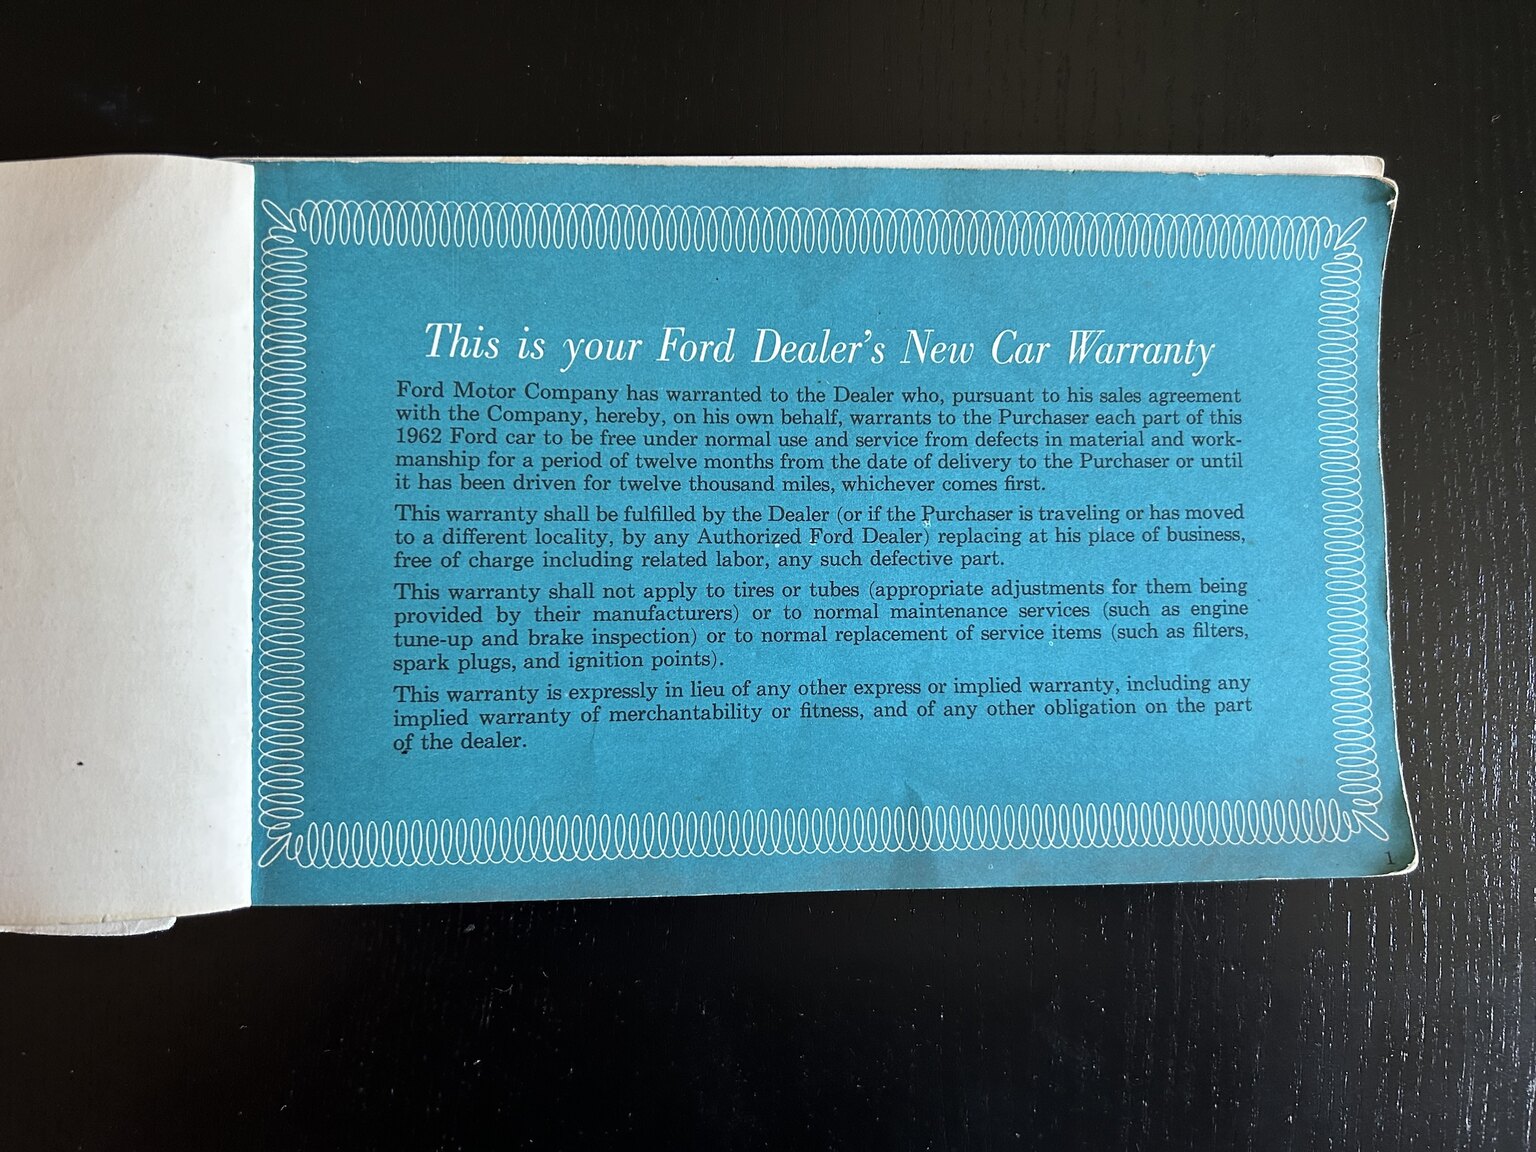 This is your Ford Dealer's New Car Warranty
Ford Motor Company has warranted to the Dealer who, pursuant to his sales agreement
with the Company, hereby, on his own behalf, warrants to the Purchaser each part of this
1962 Ford car to be free under normal use and service from defects in material and work-
manship for a period of twelve months from the date of delivery to the Purchaser or until
it has been driven for twelve thousand miles, whichever comes first.
This warranty shall be fulfilled by the Dealer (or if the Purchaser is traveling or has moved
to a different locality, by any Authorized Ford Dealer) replacing at his place of business,
free of charge including related labor, any such defective part.
This warranty shall not apply to tires or tubes (appropriate adjustments for them being
provided by their manufacturers) or to normal maintenance services (such as engine
tune-up and brake inspection) or to normal replacement of service items (such as filters,
spark plugs, and ignition points).
This warranty is expressly in lieu of any other express or implied warranty, including any
implied warranty of merchantability or fitness, and of any other obligation on the part
of the dealer.
1